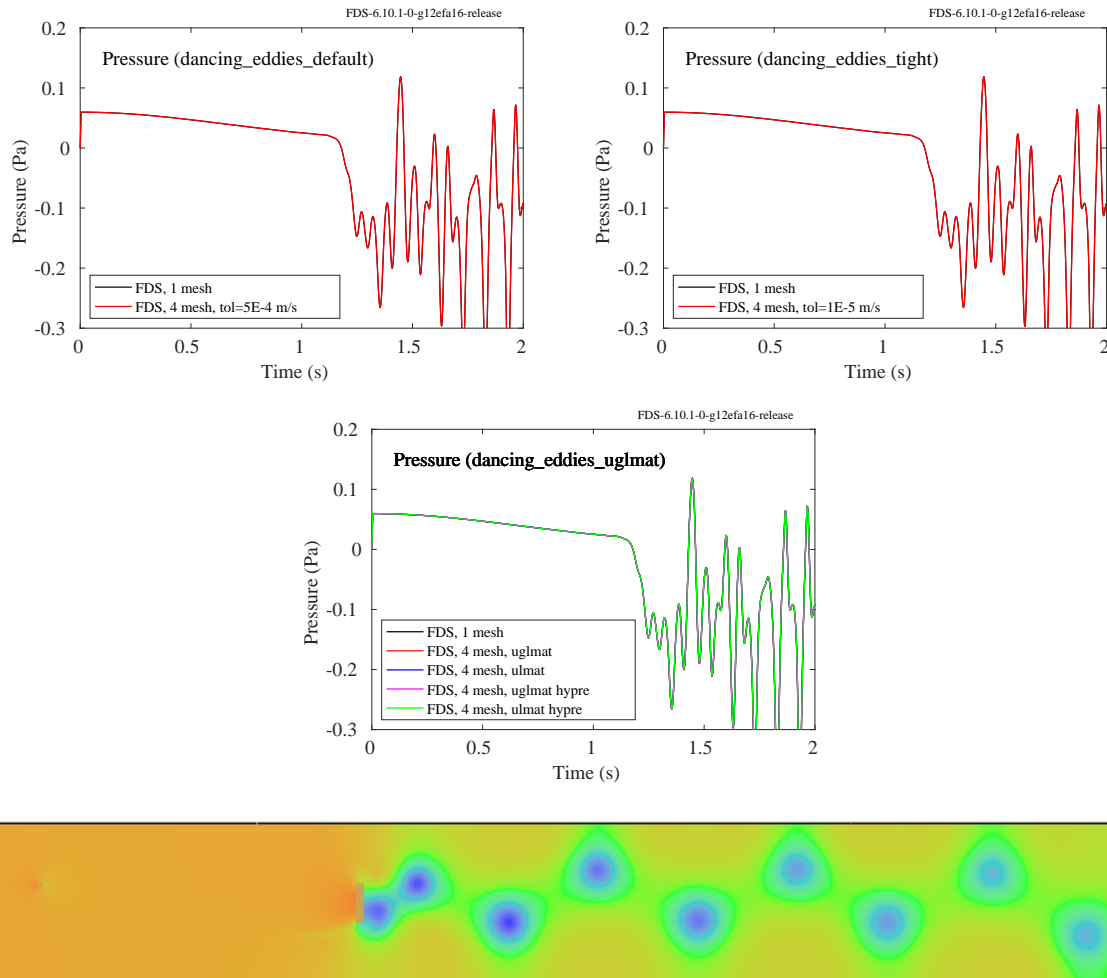 FDS-6.10.1-0-g12efa16-release
Pressure (dancing_eddies_default)
0.2
0.1
0
-0.1
-0.2
-0.3
Pressure (Pa)
FDS, 1 mesh
FDS, 4 mesh, tol=5E-4 m/s
0
0.5
1
1.5
2
Time (s)
FDS-6.10.1-0-g12efa16-release
Pressure (dancing_eddies_tight)
0.2
0.1
0
-0.1
-0.2
-0.3
Pressure (Pa)
FDS, 1 mesh
FDS, 4 mesh, tol=1E-5 m/s
0
0.5
1
1.5
2
Time (s)
FDS-6.10.1-0-g12efa16-release
Pressure (dancing_eddies_uglmat)
0.2
0.1
0
-0.1
-0.2
-0.3
Pressure (Pa)
FDS, 1 mesh
FDS, 4 mesh, uglmat
FDS, 4 mesh, ulmat
FDS, 4 mesh, uglmat hypre
FDS, 4 mesh, ulmat hypre
0
0.5
1
1.5
2
Time (s)